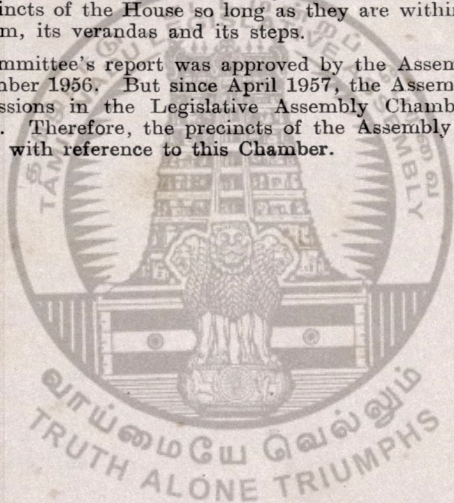 incts of the House so long as they are within
m, its verandas and its steps.
mmittee's report was approved by the Assem
mber 1956. But since April 1957, the Assem
ssions in the Legislative Assembly Chamb
. Therefore, the precincts of the Assembly
with reference to this Chamber.
வாய்மையே வெல்லும்
TRUTH ALONE TRIUMPHS